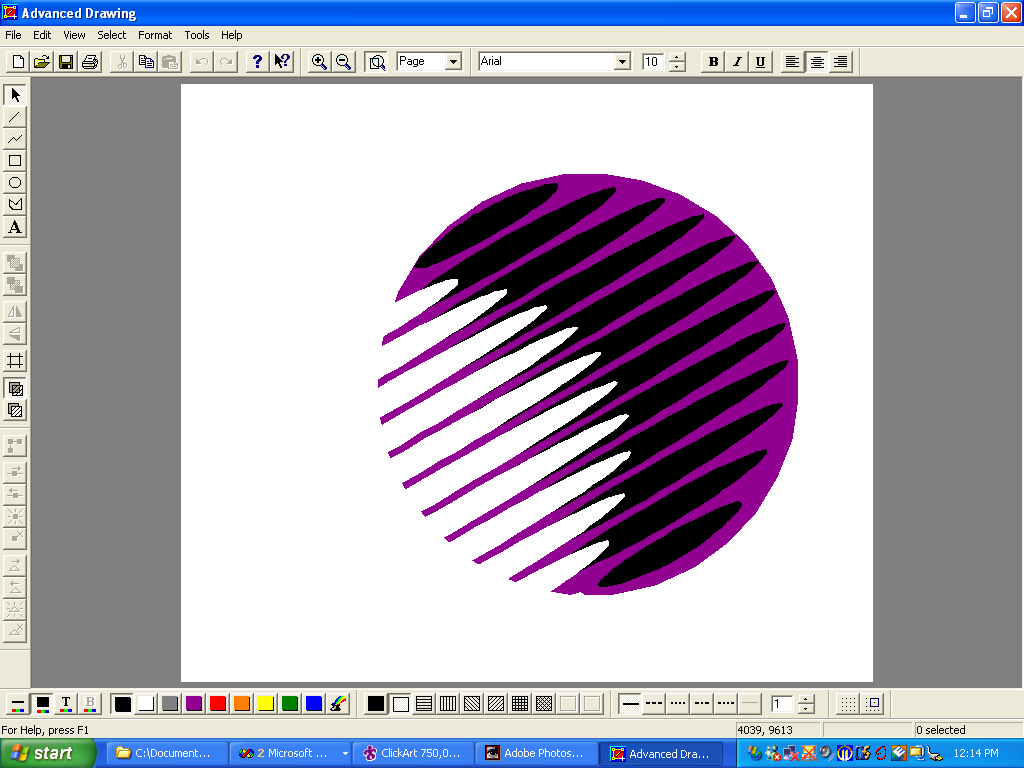 Advanced Drawing
File Edit View Select Format Tools Help
Page Arial 10 B I U
A
T B 1
For Help, press F1 4039, 9613 0 selected
start C:\Document... 2 Microsoft ... ClickArt 750,0... Adobe Photos... Advanced Dra... 12:14 PM